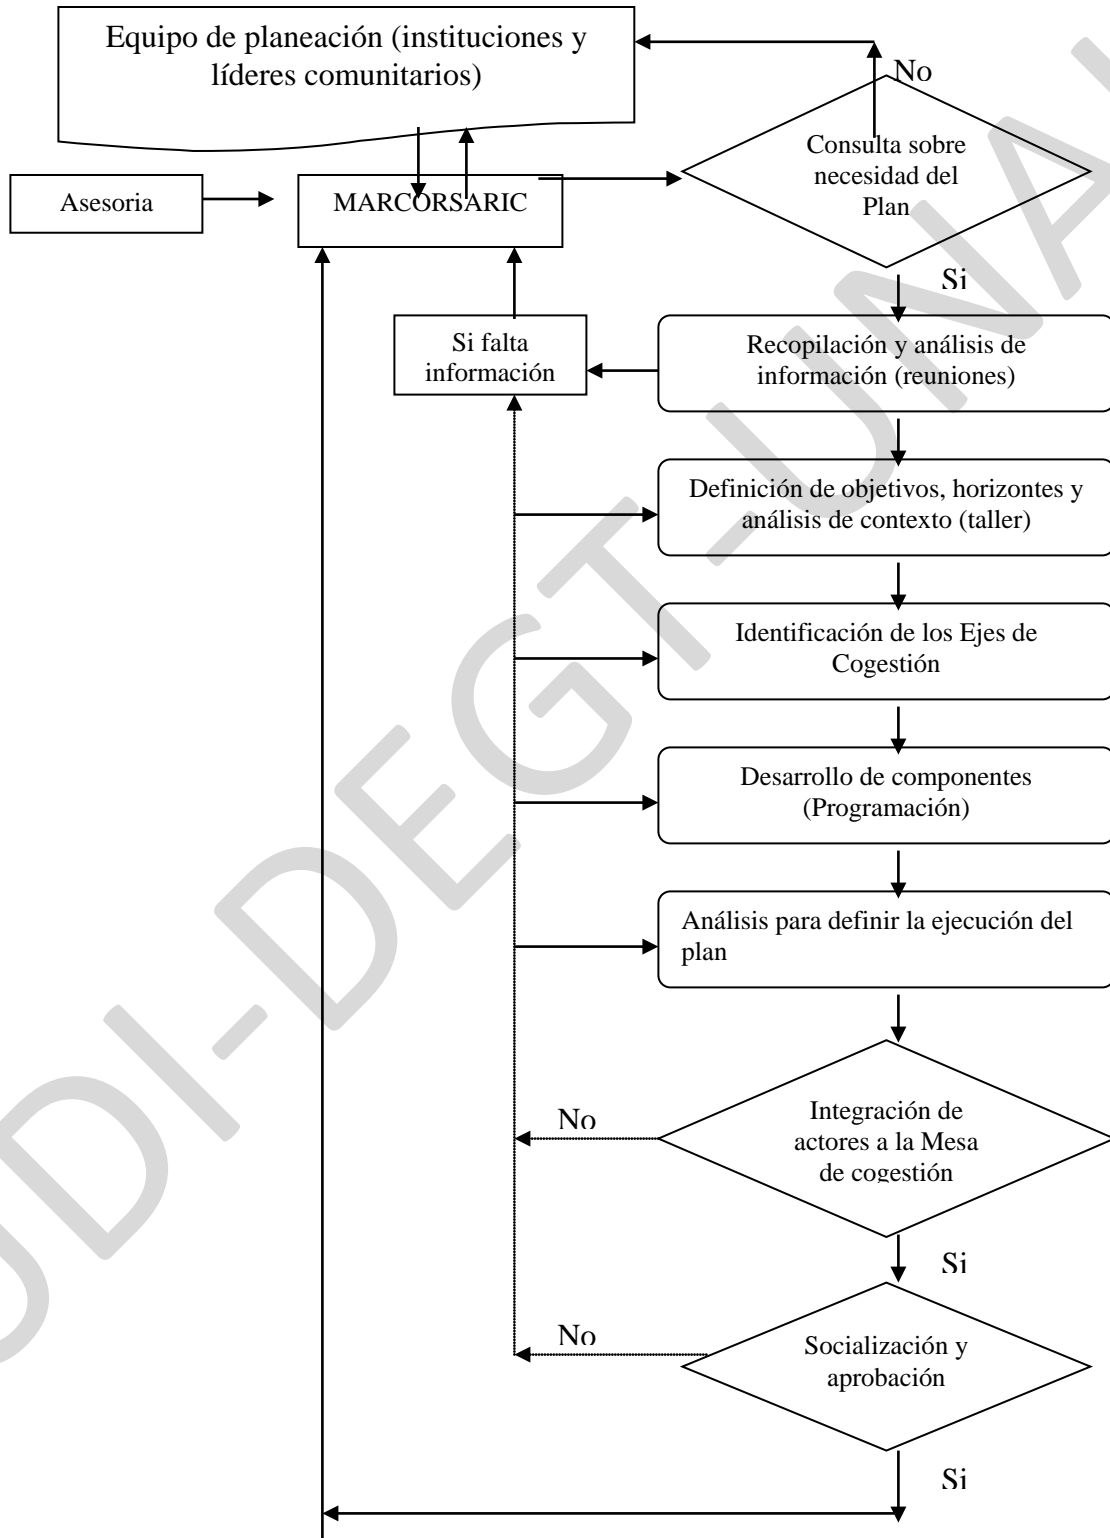 Equipo de planeación (instituciones y
líderes comunitarios)
No
Consulta sobre
necesidad del
Plan
Asesoria
MARCORSARIC
Si
Si falta
información
Recopilación y análisis de
información (reuniones)
Definición de objetivos, horizontes y
análisis de contexto (taller)
Identificación de los Ejes de
Cogestión
Desarrollo de componentes
(Programación)
Análisis para definir la ejecución del
plan
Integración de
actores a la Mesa
de cogestión
No
Si
Socialización y
aprobación
No
Si
UDI-DEGT-UNA